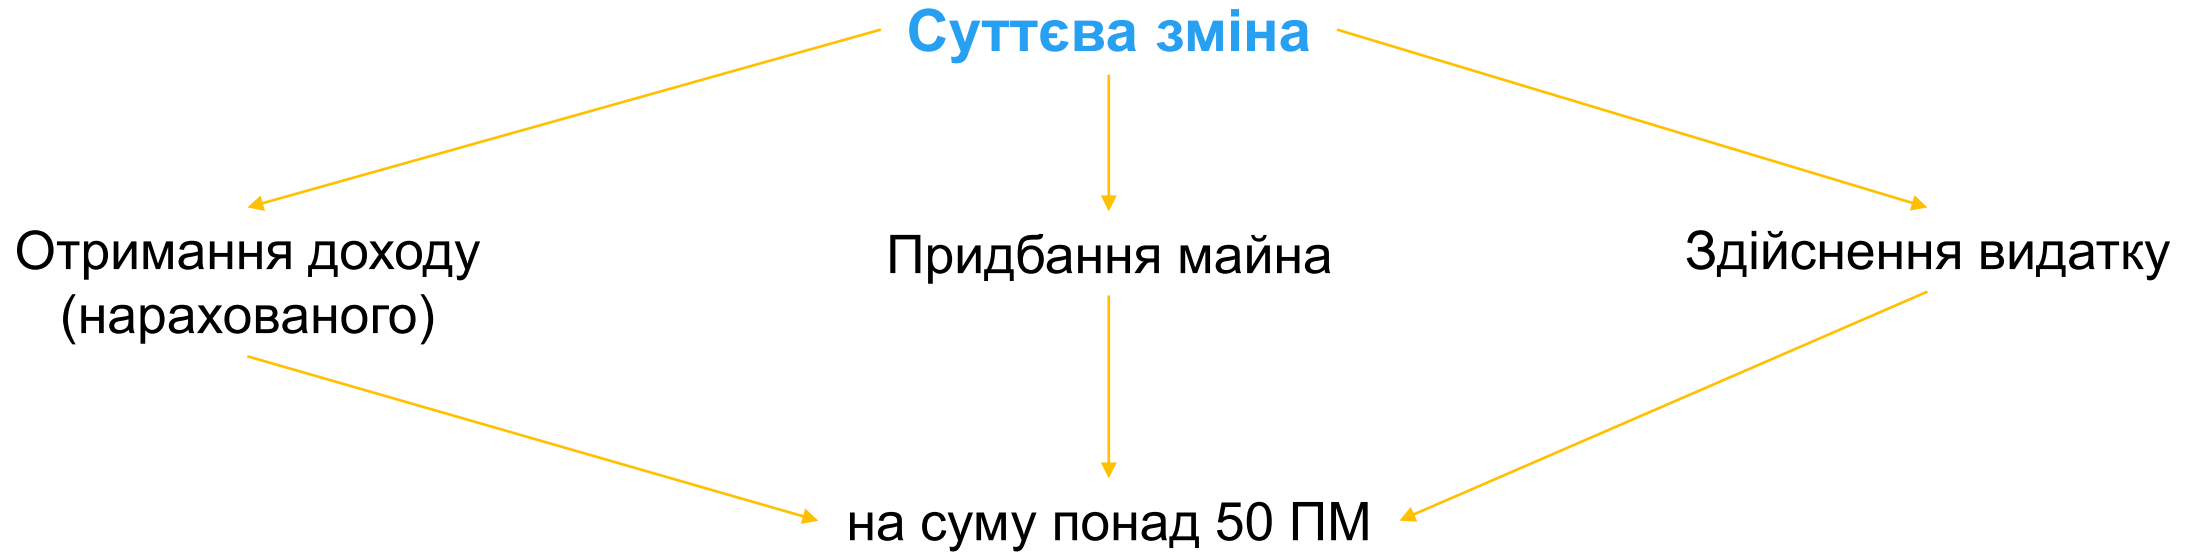 Суттєва зміна
Отримання доходу
(нарахованого)
Придбання майна
Здійснення видатку
на суму понад 50 ПМ